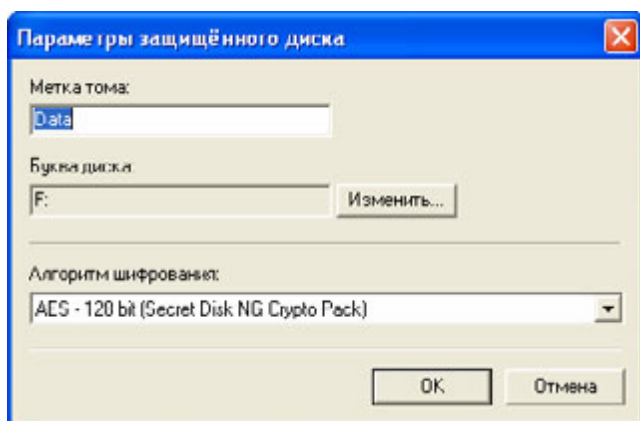 Параметры защищённого диска
Метка тома:
Data
Буква диска:
F:
Изменить...
Алгоритм шифрования:
AES - 120 bit (Secret Disk NG Crypto Pack)
OK
Отмена